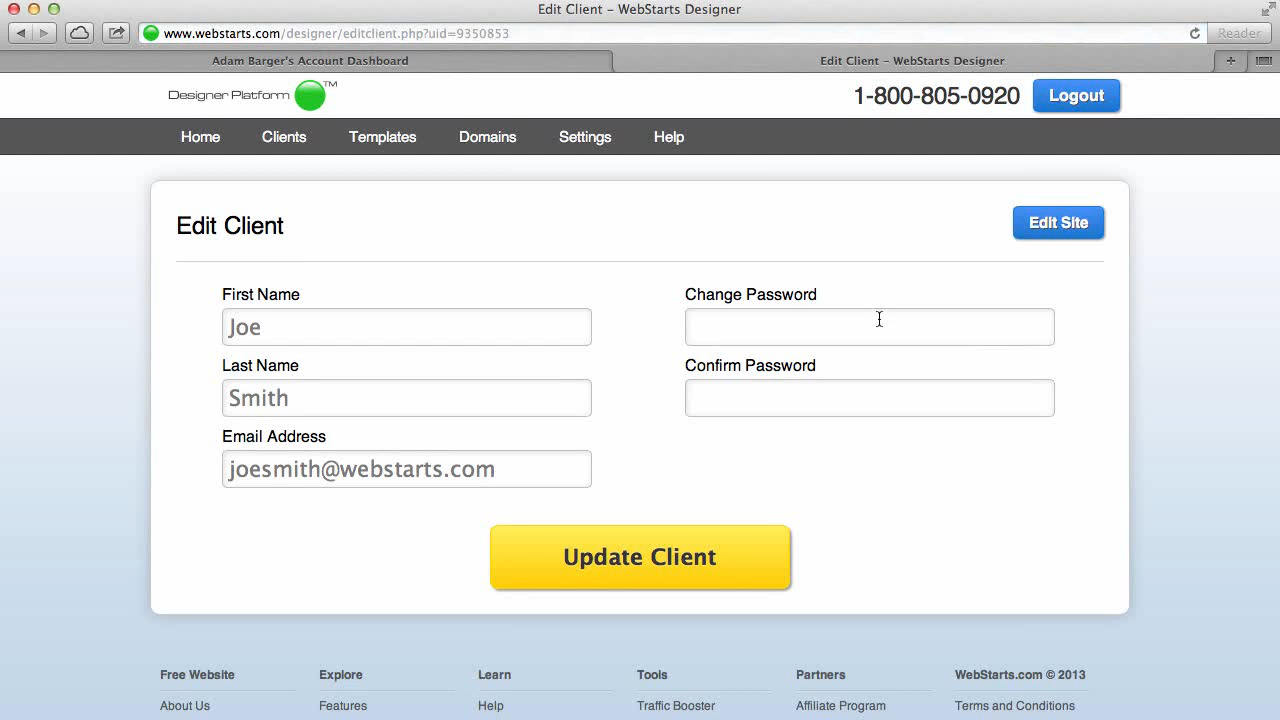 Edit Client – WebStarts Designer
www.webstarts.com/designer/editclient.php?uid=9350853
Reader
Adam Barger's Account Dashboard
Edit Client – WebStarts Designer
Designer Platform TM
1-800-805-0920
Logout
Home Clients Templates Domains Settings Help
Edit Client
Edit Site
First Name
Change Password
Joe
Last Name
Confirm Password
Smith
Email Address
joesmith@webstarts.com
Update Client
Free Website Explore Learn Tools Partners WebStarts.com © 2013
About Us Features Help Traffic Booster Affiliate Program Terms and Conditions